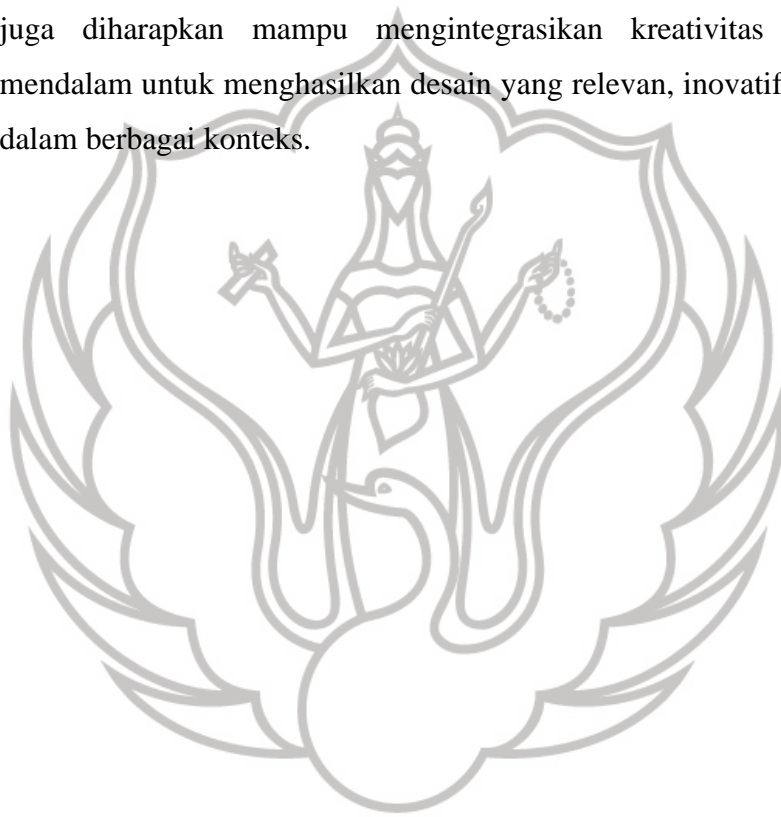 juga diharapkan mampu mengintegrasikan kreativitas
mendalam untuk menghasilkan desain yang relevan, inovatif
dalam berbagai konteks.